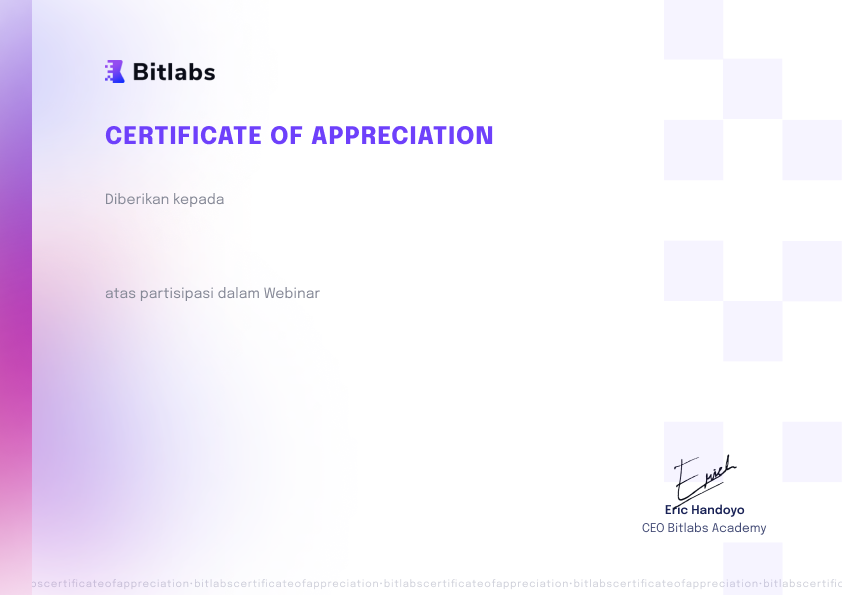 Bitlabs
CERTIFICATE OF APPRECIATION
Diberikan kepada
atas partisipasi dalam Webinar
Erich
Eric Handoyo
CEO Bitlabs Academy
bscertificateofappreciation·bitlabscertificateofappreciation·bitlabscertificateofappreciation·bitlabscertificateofappreciation·bitlabscertific